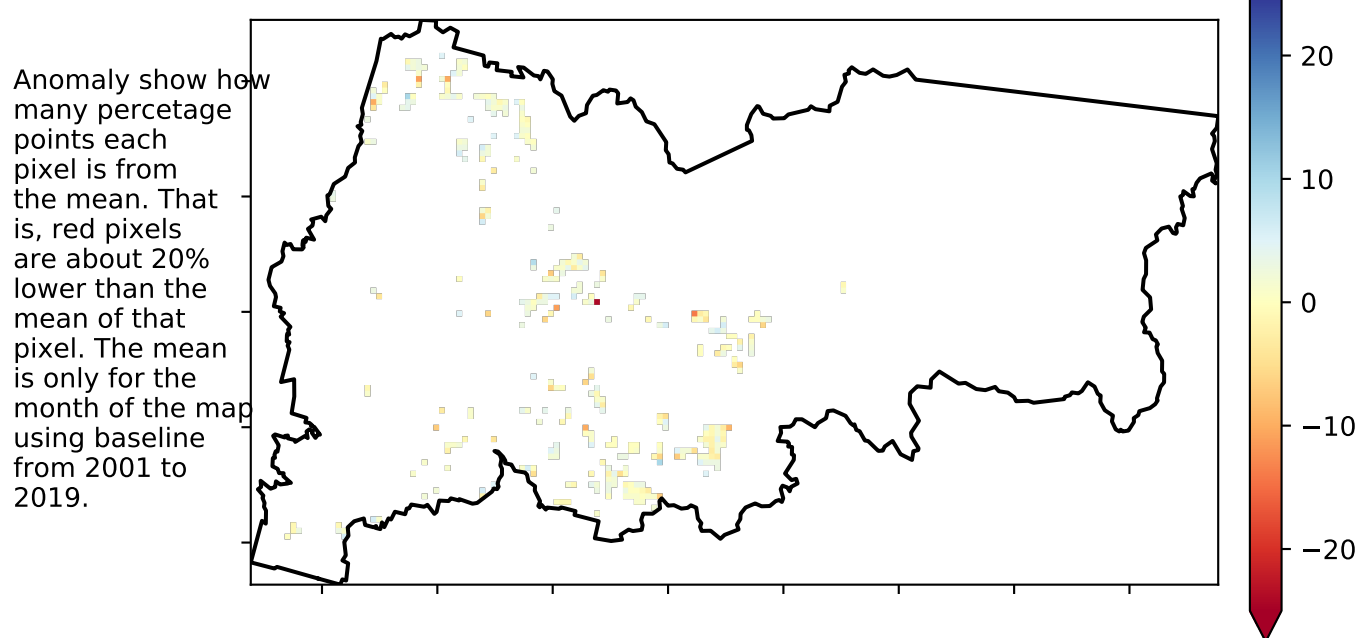 Anomaly show how
many percetage
points each
pixel is from
the mean. That
is, red pixels
are about 20%
lower than the
mean of that
pixel. The mean
is only for the
month of the map
using baseline
from 2001 to
2019.
20
10
0
−10
−20